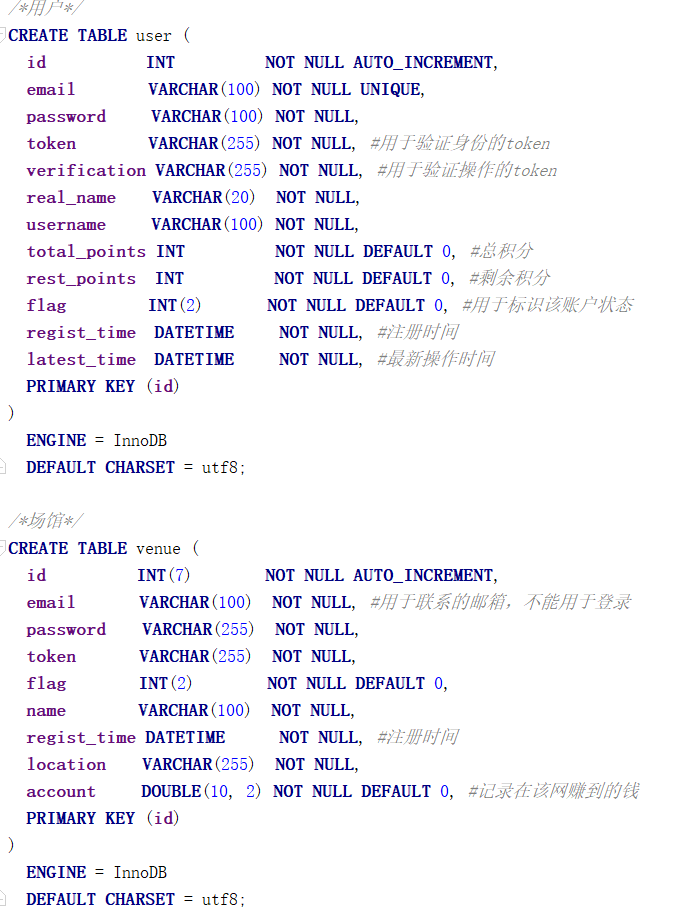 /*用户*/
CREATE TABLE user (
id INT NOT NULL AUTO_INCREMENT,
email VARCHAR(100) NOT NULL UNIQUE,
password VARCHAR(100) NOT NULL,
token VARCHAR(255) NOT NULL, #用于验证身份的token
verification VARCHAR(255) NOT NULL, #用于验证操作的token
real_name VARCHAR(20) NOT NULL,
username VARCHAR(100) NOT NULL,
total_points INT NOT NULL DEFAULT 0, #总积分
rest_points INT NOT NULL DEFAULT 0, #剩余积分
flag INT(2) NOT NULL DEFAULT 0, #用于标识该账户状态
regist_time DATETIME NOT NULL, #注册时间
latest_time DATETIME NOT NULL, #最新操作时间
PRIMARY KEY (id)
)
ENGINE = InnoDB
DEFAULT CHARSET = utf8;
/*场馆*/
CREATE TABLE venue (
id INT(7) NOT NULL AUTO_INCREMENT,
email VARCHAR(100) NOT NULL, #用于联系的邮箱，不能用于登录
password VARCHAR(255) NOT NULL,
token VARCHAR(255) NOT NULL,
flag INT(2) NOT NULL DEFAULT 0,
name VARCHAR(100) NOT NULL,
regist_time DATETIME NOT NULL, #注册时间
location VARCHAR(255) NOT NULL,
account DOUBLE(10, 2) NOT NULL DEFAULT 0, #记录在该网赚到的钱
PRIMARY KEY (id)
)
ENGINE = InnoDB
DEFAULT CHARSET = utf8;